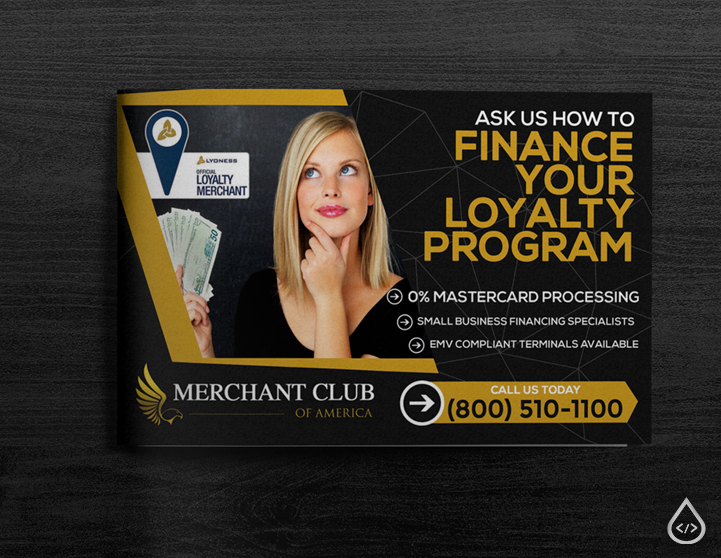 LYONESS
OFFICIAL
LOYALTY
MERCHANT
50
ASK US HOW TO
FINANCE
YOUR
LOYALTY
PROGRAM
0% MASTERCARD PROCESSING
SMALL BUSINESS FINANCING SPECIALISTS
EMV COMPLIANT TERMINALS AVAILABLE
MERCHANT CLUB
OF AMERICA
CALL US TODAY
(800) 510-1100
</>